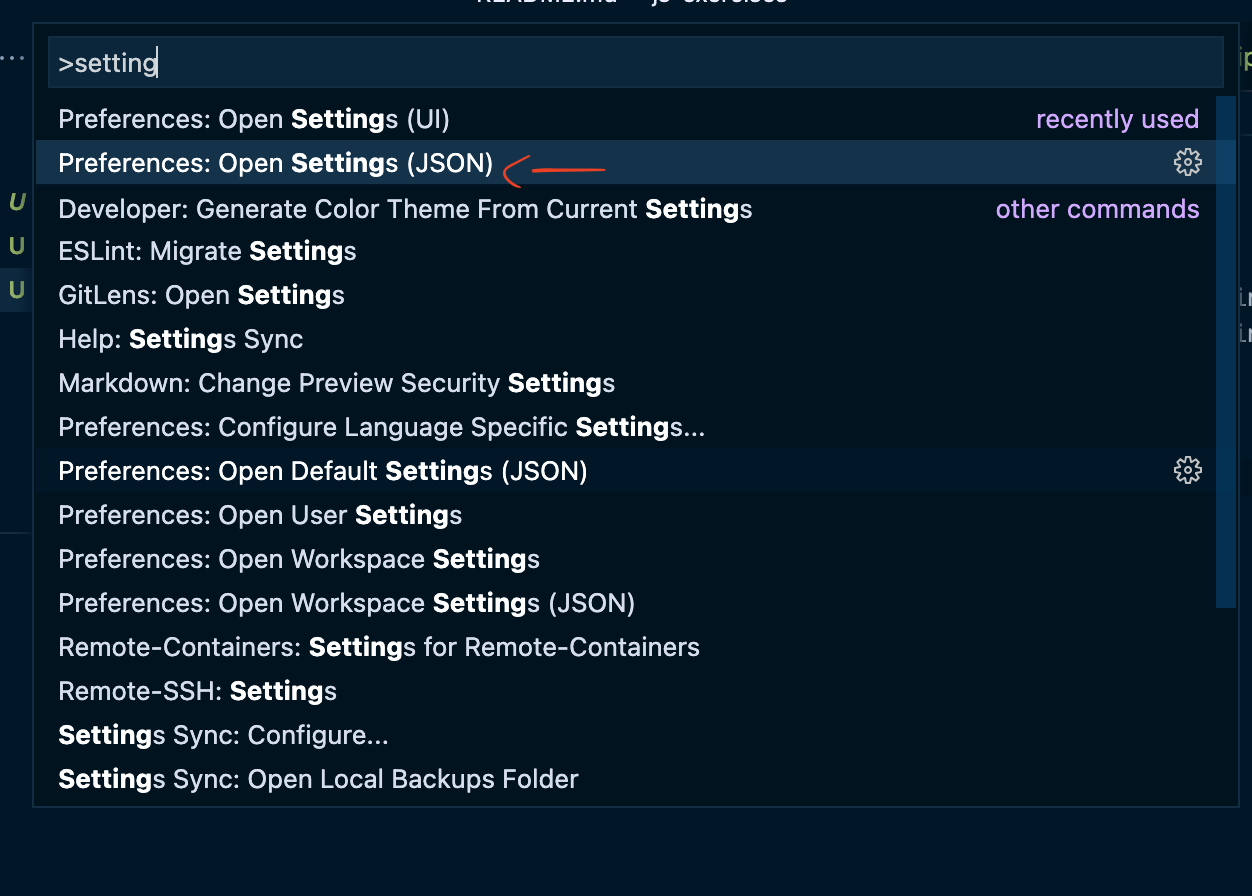 >setting
Preferences: Open Settings (UI) recently used
Preferences: Open Settings (JSON)
Developer: Generate Color Theme From Current Settings other commands
ESLint: Migrate Settings
GitLens: Open Settings
Help: Settings Sync
Markdown: Change Preview Security Settings
Preferences: Configure Language Specific Settings...
Preferences: Open Default Settings (JSON)
Preferences: Open User Settings
Preferences: Open Workspace Settings
Preferences: Open Workspace Settings (JSON)
Remote-Containers: Settings for Remote-Containers
Remote-SSH: Settings
Settings Sync: Configure...
Settings Sync: Open Local Backups Folder
U
U
U